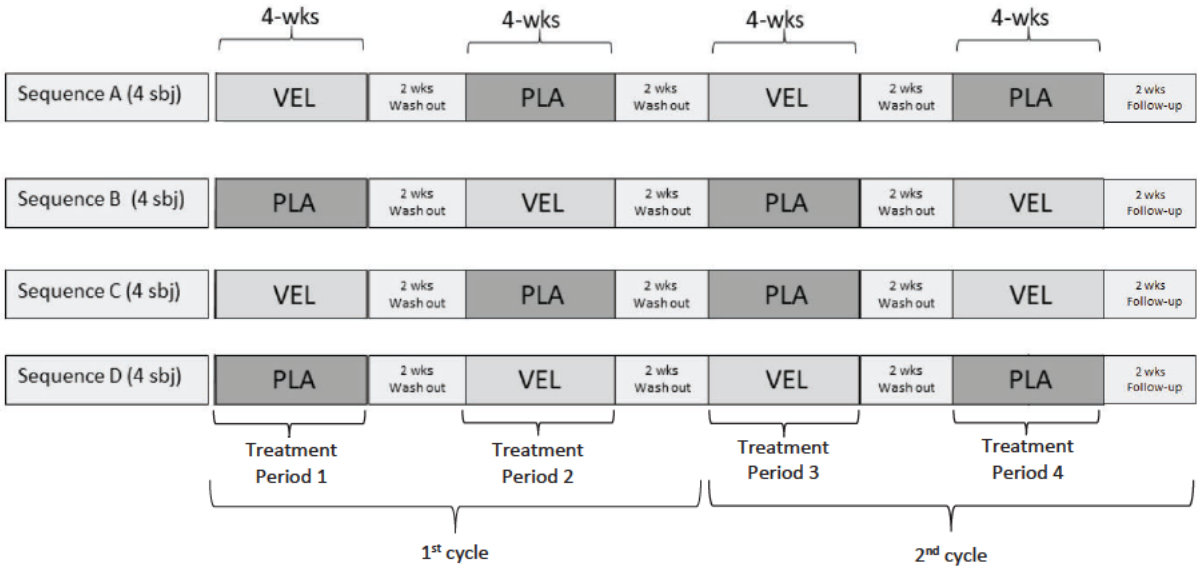 4-wks 4-wks 4-wks 4-wks
Sequence A (4 sbj) VEL 2 wks PLA 2 wks VEL 2 wks PLA 2 wks
Wash out Wash out Wash out Follow-up
Sequence B (4 sbj) PLA 2 wks VEL 2 wks PLA 2 wks VEL 2 wks
Wash out Wash out Wash out Follow-up
Sequence C (4 sbj) VEL 2 wks PLA 2 wks PLA 2 wks VEL 2 wks
Wash out Wash out Wash out Follow-up
Sequence D (4 sbj) PLA 2 wks VEL 2 wks VEL 2 wks PLA 2 wks
Wash out Wash out Wash out Follow-up
Treatment Treatment Treatment Treatment
Period 1 Period 2 Period 3 Period 4
1st cycle 2nd cycle